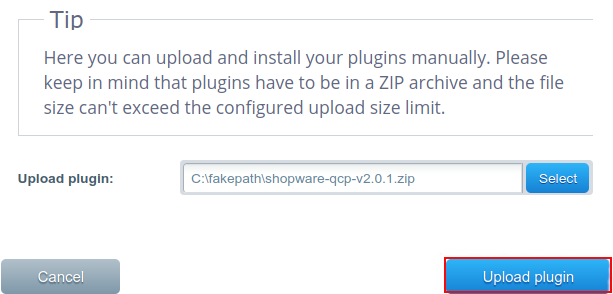 Tip
Here you can upload and install your plugins manually. Please
keep in mind that plugins have to be in a ZIP archive and the file
size can't exceed the configured upload size limit.
Upload plugin: C:\fakepath\shopware-qcp-v2.0.1.zip Select
Cancel Upload plugin